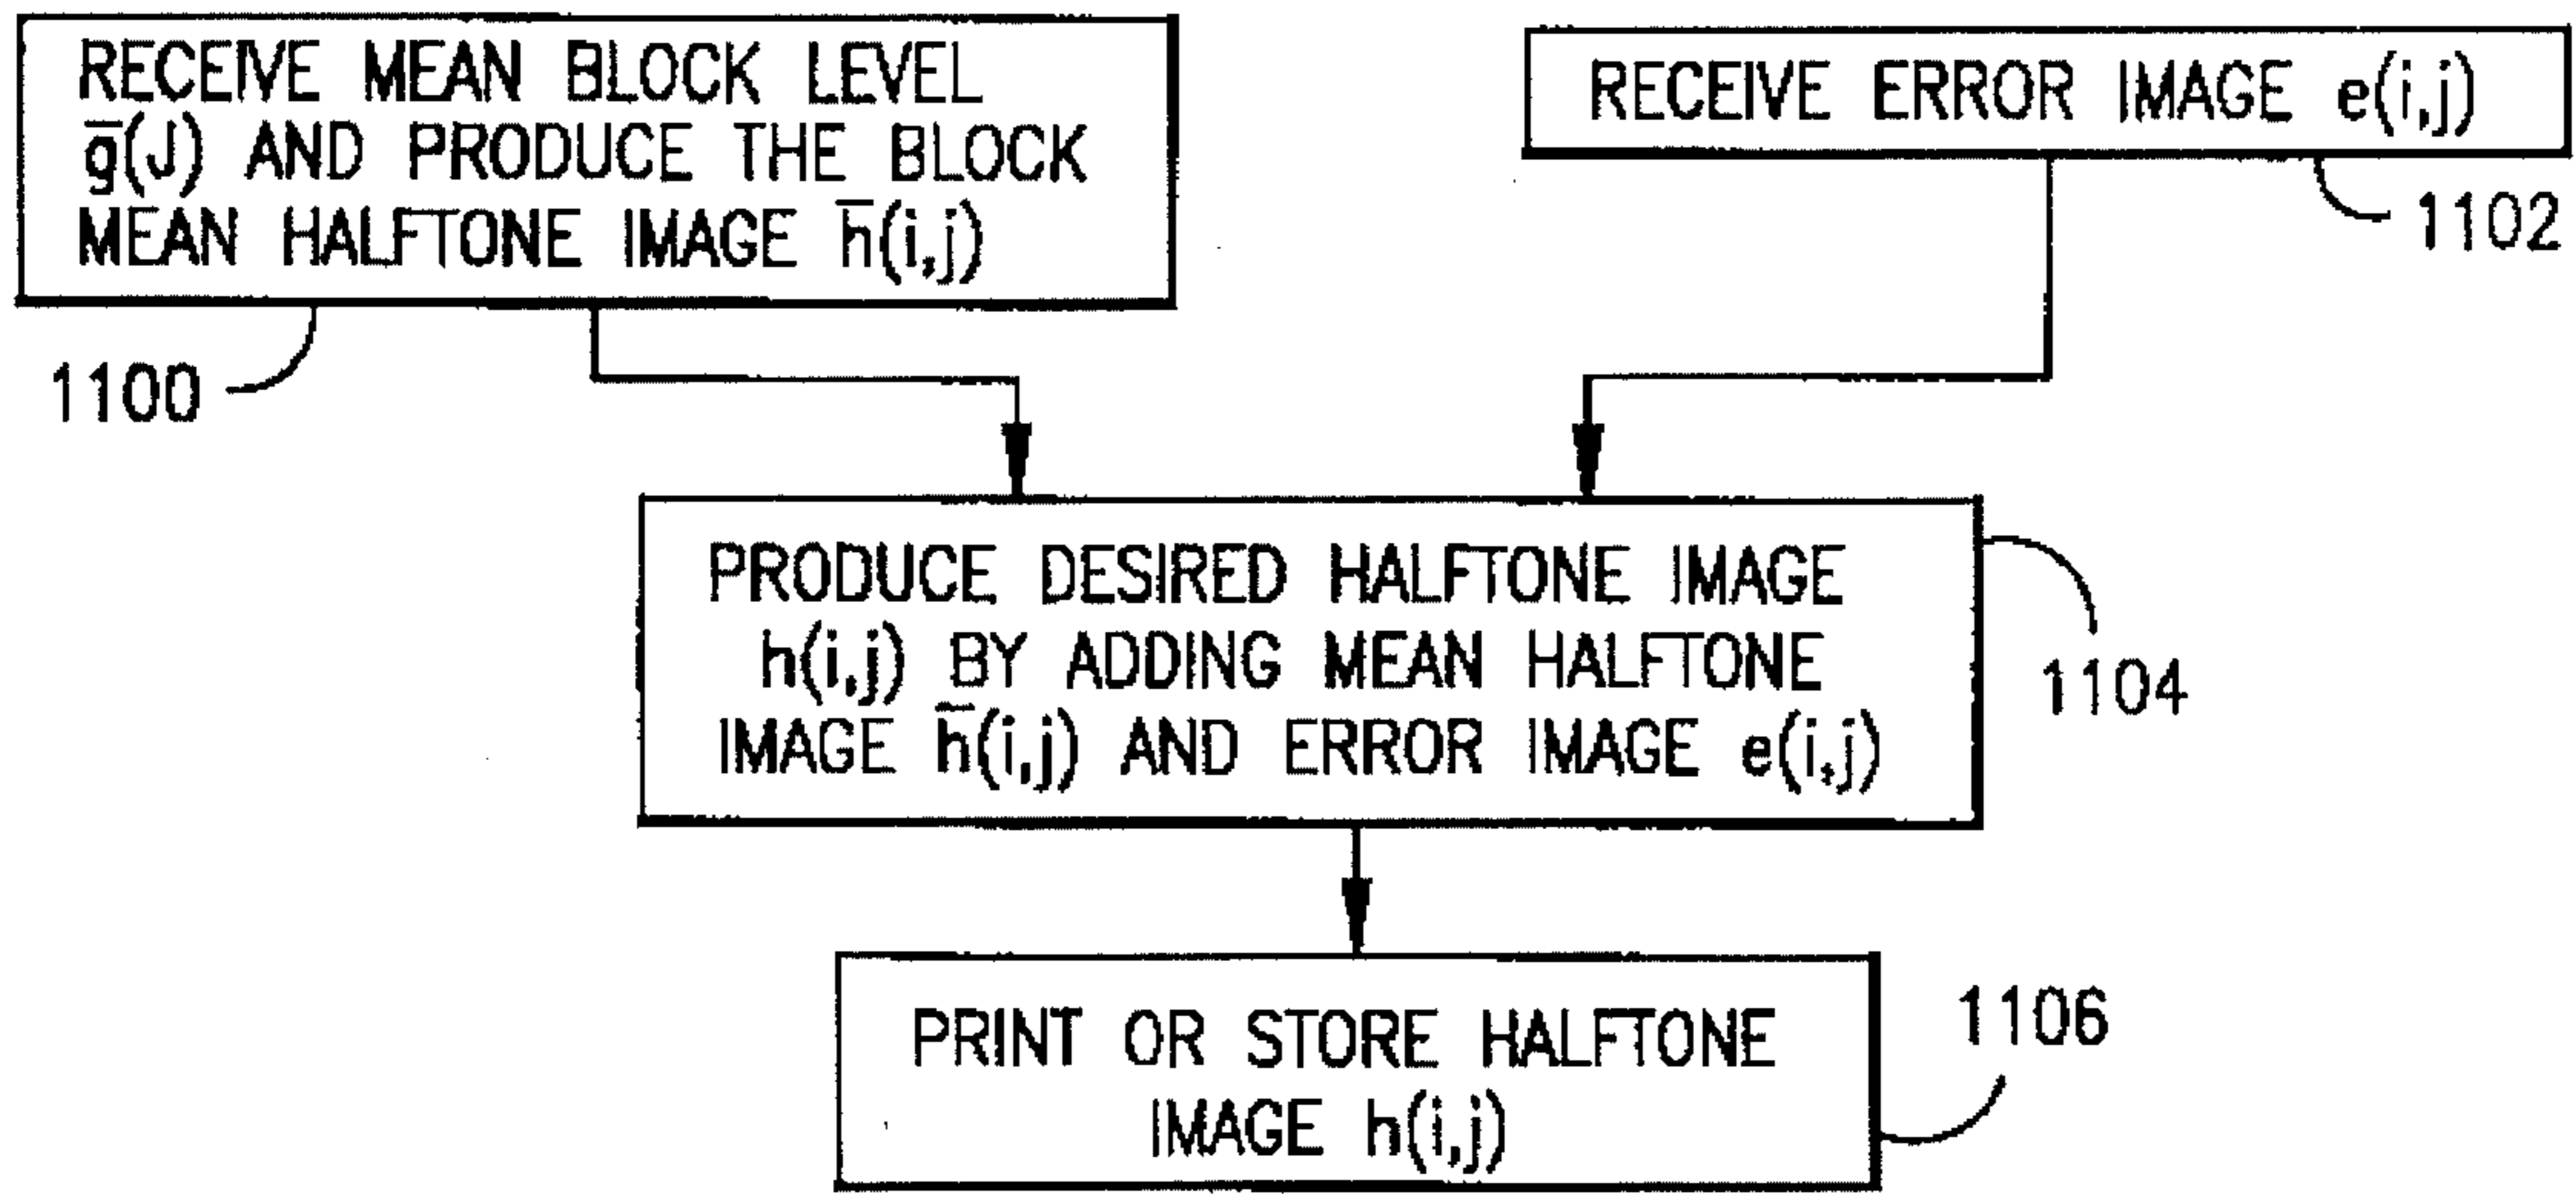 RECEIVE MEAN BLOCK LEVEL
g̅(J) AND PRODUCE THE BLOCK
MEAN HALFTONE IMAGE h̅(i,j)
1100
RECEIVE ERROR IMAGE e(i,j)
1102
PRODUCE DESIRED HALFTONE IMAGE
h(i,j) BY ADDING MEAN HALFTONE
IMAGE h̅(i,j) AND ERROR IMAGE e(i,j)
1104
PRINT OR STORE HALFTONE
IMAGE h(i,j)
1106